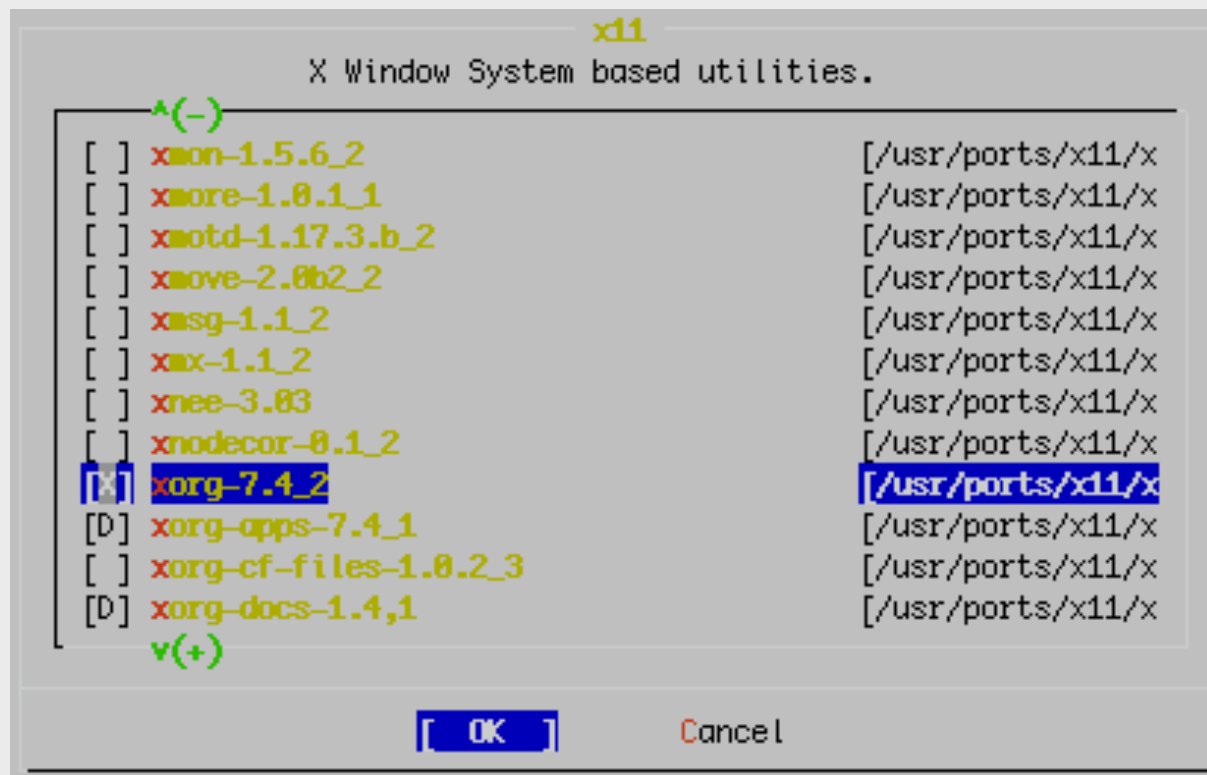 x11
X Window System based utilities.
^(-)
[ ] xmon-1.5.6_2 [/usr/ports/x11/x
[ ] xmore-1.0.1_1 [/usr/ports/x11/x
[ ] xmotd-1.17.3.b_2 [/usr/ports/x11/x
[ ] xmove-2.0b2_2 [/usr/ports/x11/x
[ ] xmsg-1.1_2 [/usr/ports/x11/x
[ ] xmx-1.1_2 [/usr/ports/x11/x
[ ] xnee-3.03 [/usr/ports/x11/x
[ ] xnodecor-0.1_2 [/usr/ports/x11/x
[X] xorg-7.4_2 [/usr/ports/x11/x
[D] xorg-apps-7.4_1 [/usr/ports/x11/x
[ ] xorg-cf-files-1.0.2_3 [/usr/ports/x11/x
[D] xorg-docs-1.4,1 [/usr/ports/x11/x
v(+)
[ OK ] Cancel